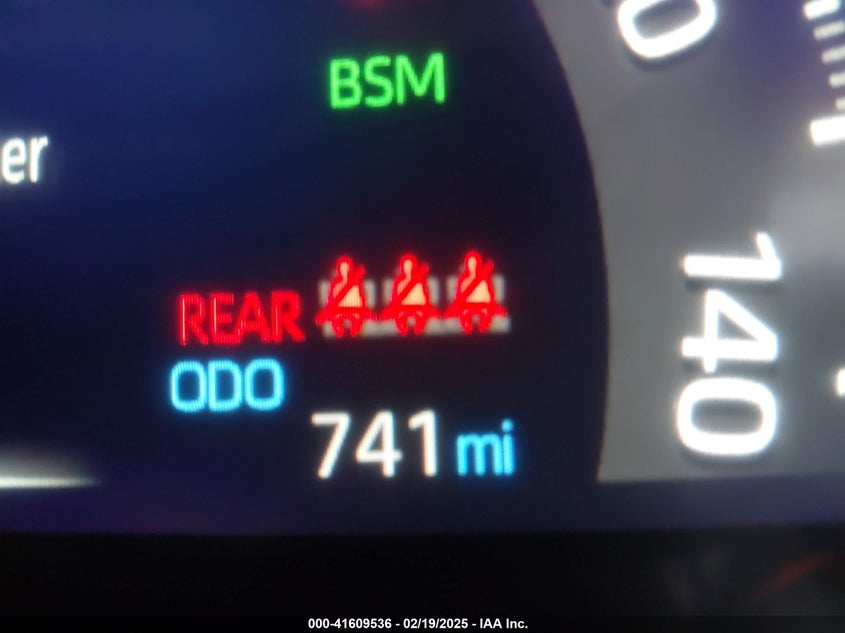 BSM
er
REAR
ODO
741 mi
140
000-41609536 - 02/19/2025 - IAA Inc.